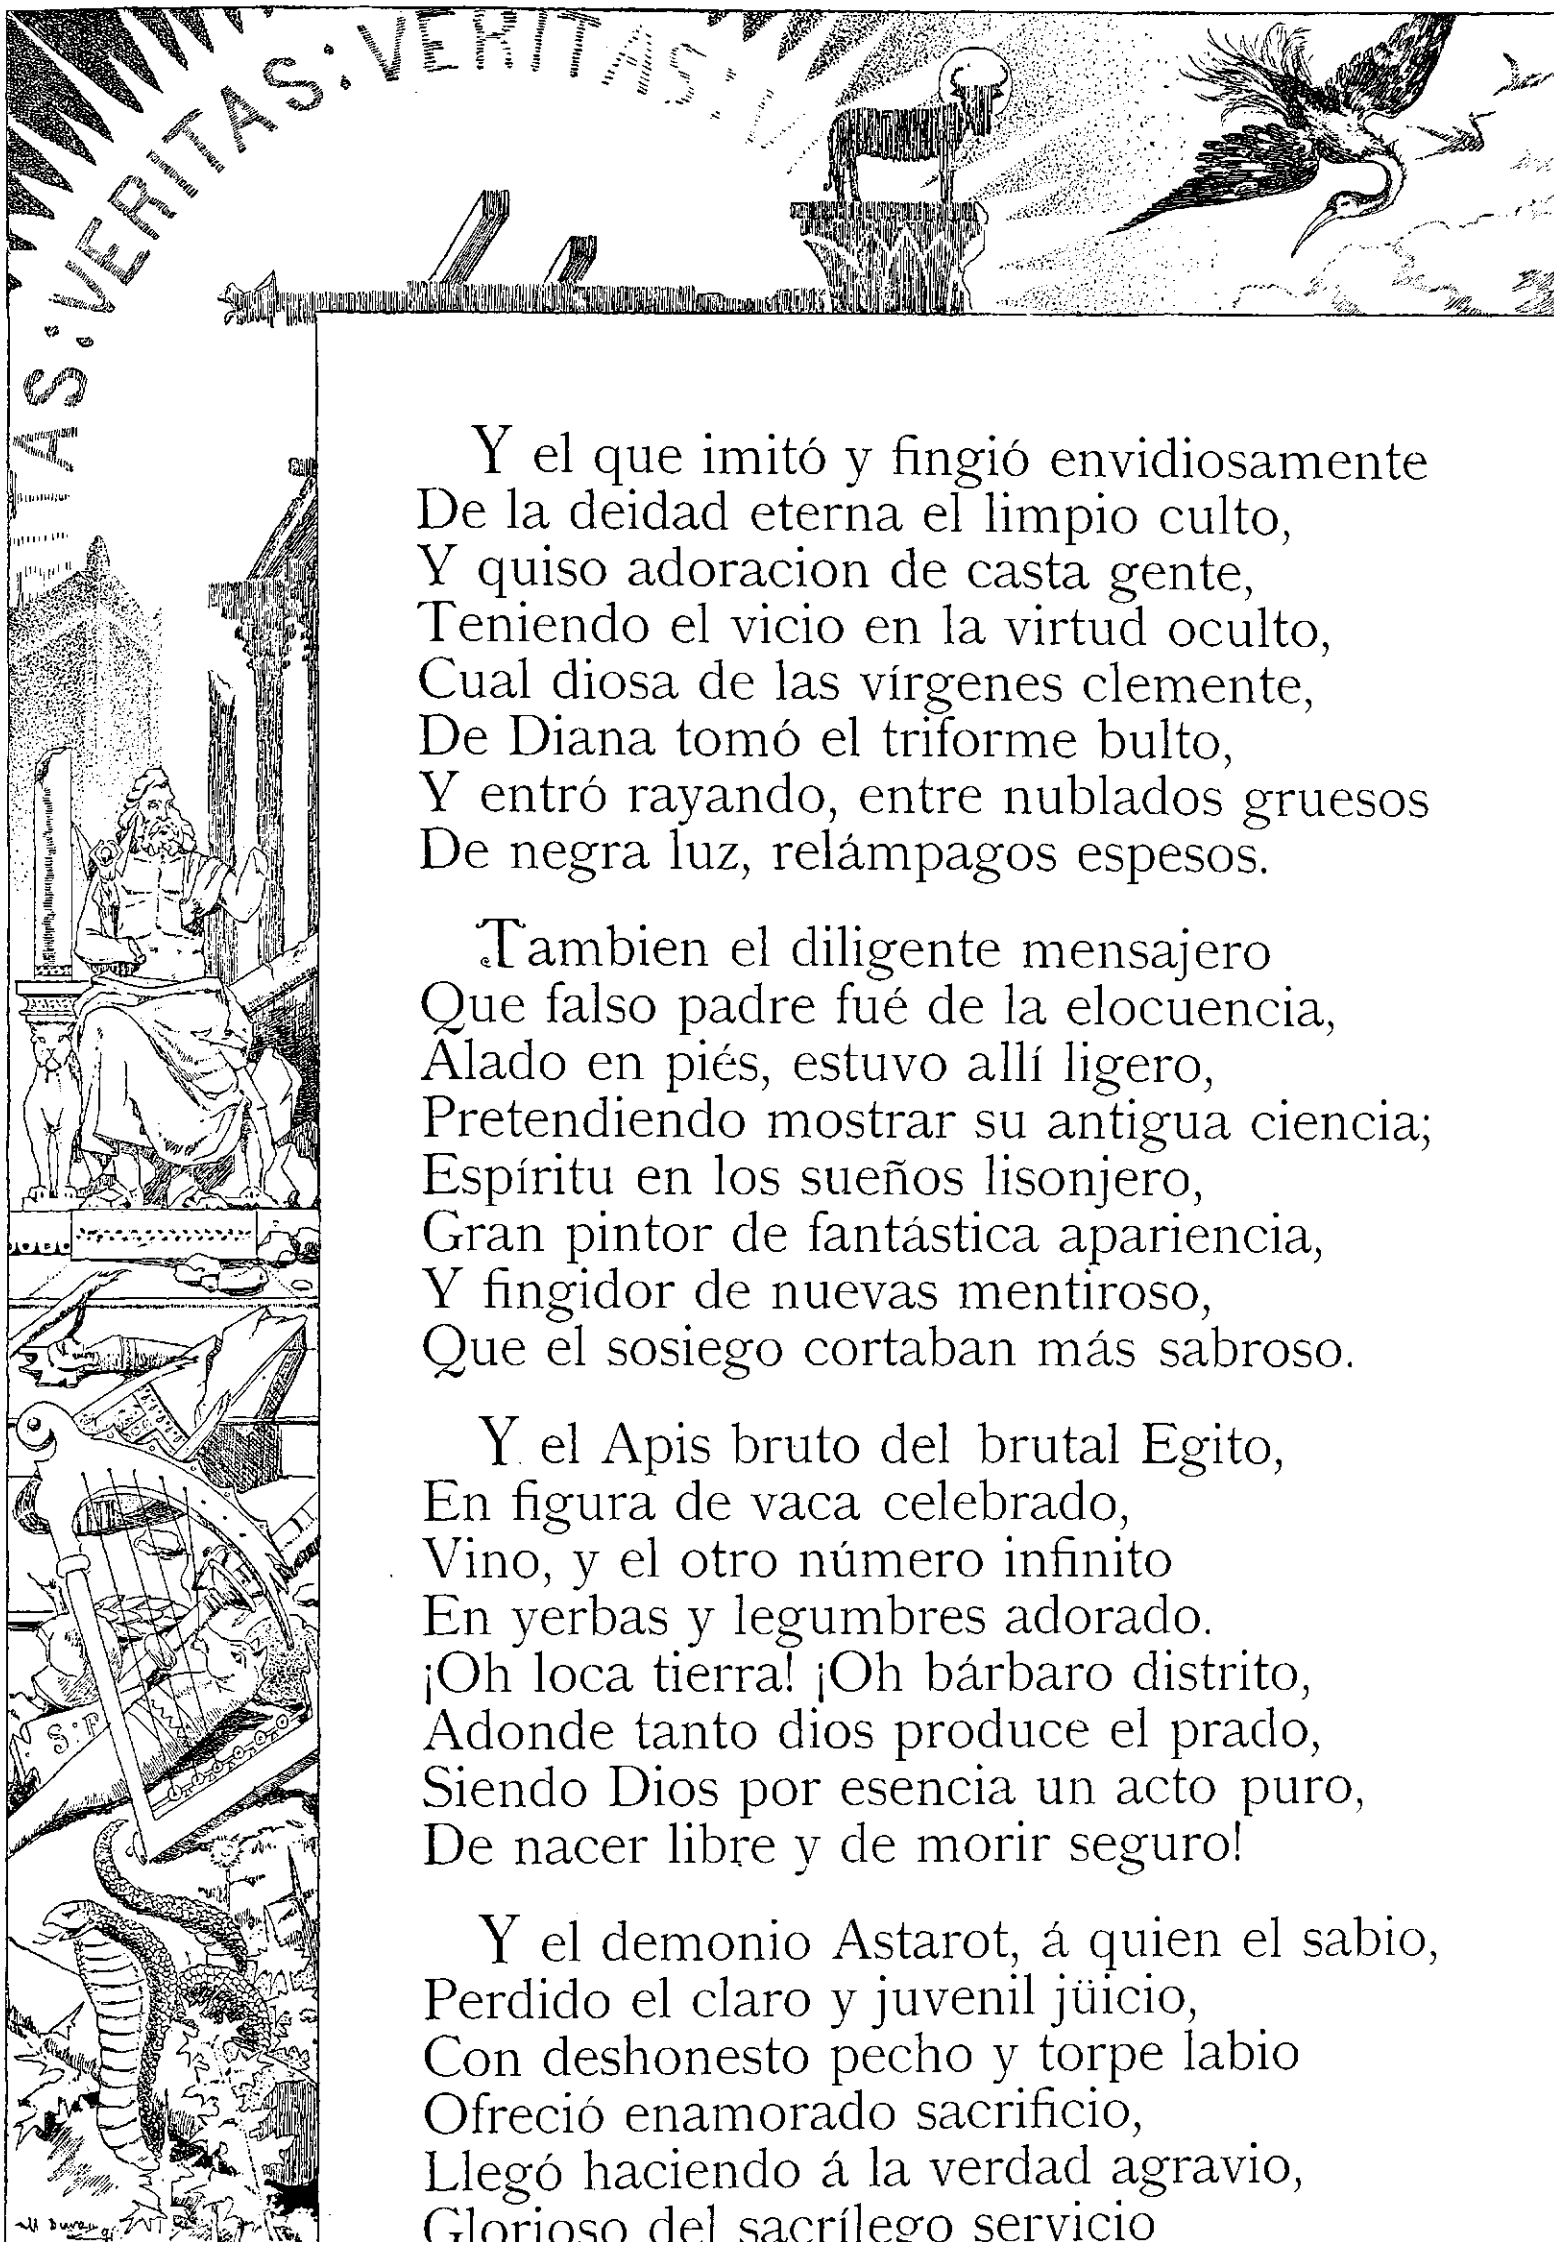 TAS: VERITAS: VERITAS:
Y el que imitó y fingió envidiosamente
De la deidad eterna el limpio culto,
Y quiso adoracion de casta gente,
Teniendo el vicio en la virtud oculto,
Cual diosa de las vírgenes clemente,
De Diana tomó el triforme bulto,
Y entró rayando, entre nublados gruesos
De negra luz, relámpagos espesos.
Tambien el diligente mensajero
Que falso padre fué de la elocuencia,
Alado en piés, estuvo allí ligero,
Pretendiendo mostrar su antigua ciencia;
Espíritu en los sueños lisonjero,
Gran pintor de fantástica apariencia,
Y fingidor de nuevas mentiroso,
Que el sosiego cortaban más sabroso.
Y el Apis bruto del brutal Egito,
En figura de vaca celebrado,
Vino, y el otro número infinito
En yerbas y legumbres adorado.
¡Oh loca tierra! ¡Oh bárbaro distrito,
Adonde tanto dios produce el prado,
Siendo Dios por esencia un acto puro,
De nacer libre y de morir seguro!
S. P
Y el demonio Astarot, á quien el sabio,
Perdido el claro y juvenil jüicio,
Con deshonesto pecho y torpe labio
Ofreció enamorado sacrificio,
Llegó haciendo á la verdad agravio,
Glorioso del sacrílego servicio